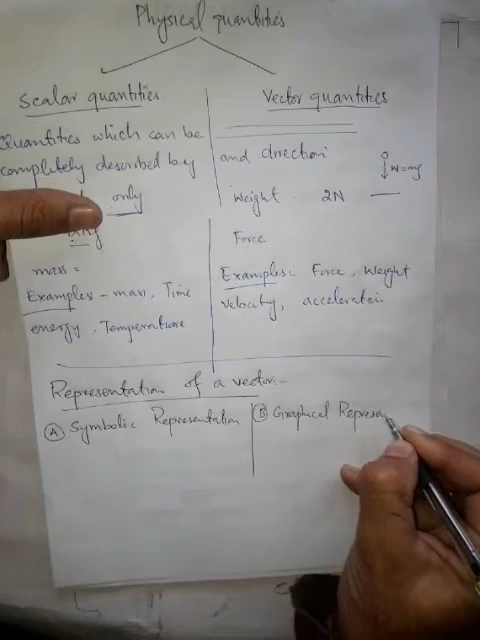 Physical quantities
Scalar quantities.
Quantities which can be
completely described by
only
mass =
Examples - mass, Time
energy, Temperature
Vector quantities
and direction
W=mg
Weight 2N
Force
Examples: Force, Weight
velocity, acceleration
Representation of a vector:-
(A) Symbolic Representation
(B) Graphical Represen